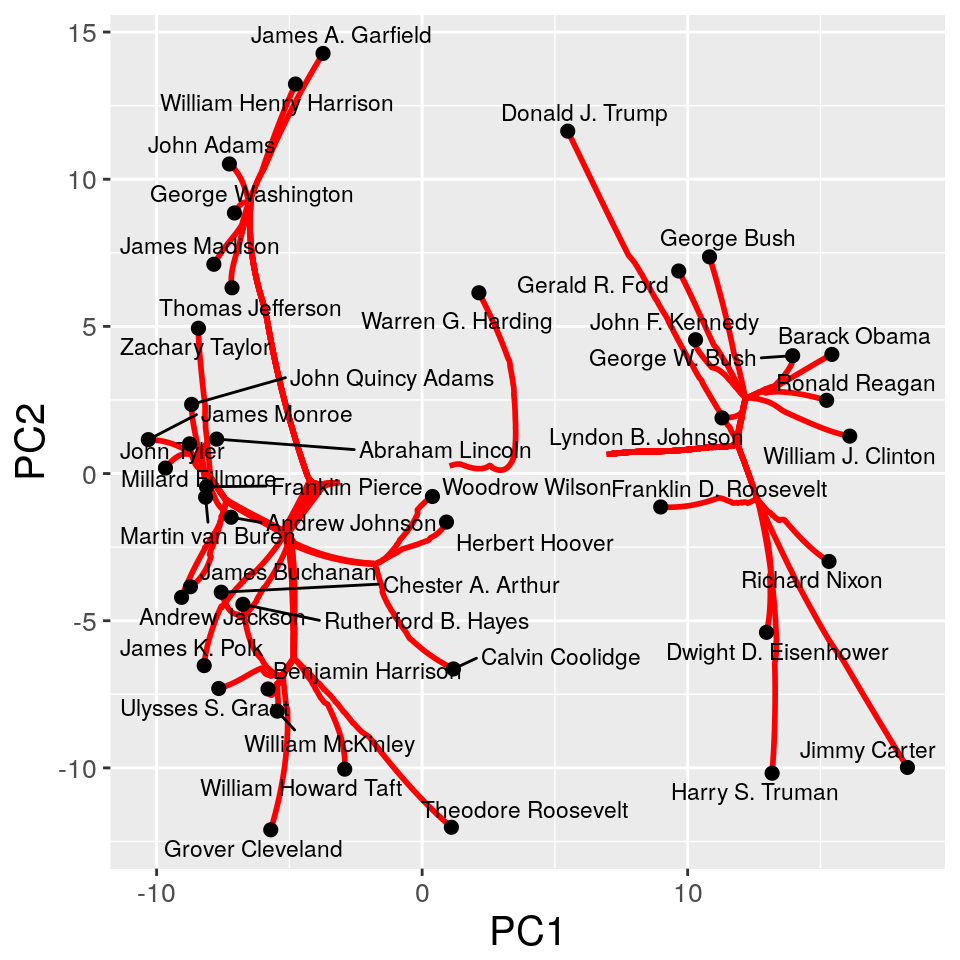 James A. Garfield
William Henry Harrison
Donald J. Trump
John Adams
George Washington
James Madison
George Bush
Gerald R. Ford
Thomas Jefferson
Warren G. Harding
John F. Kennedy
Barack Obama
Zachary Taylor
George W. Bush
John Quincy Adams
Ronald Reagan
James Monroe
Lyndon B. Johnson
John Tyler
Abraham Lincoln
William J. Clinton
Millard Fillmore
Franklin Pierce
Woodrow Wilson
Franklin D. Roosevelt
Andrew Johnson
Martin van Buren
Herbert Hoover
James Buchanan
Chester A. Arthur
Richard Nixon
Andrew Jackson
Rutherford B. Hayes
James K. Polk
Calvin Coolidge
Dwight D. Eisenhower
Benjamin Harrison
Ulysses S. Grant
William McKinley
Jimmy Carter
William Howard Taft
Harry S. Truman
Theodore Roosevelt
Grover Cleveland
15
10
5
0
-5
-10
PC2
-10
0
10
PC1